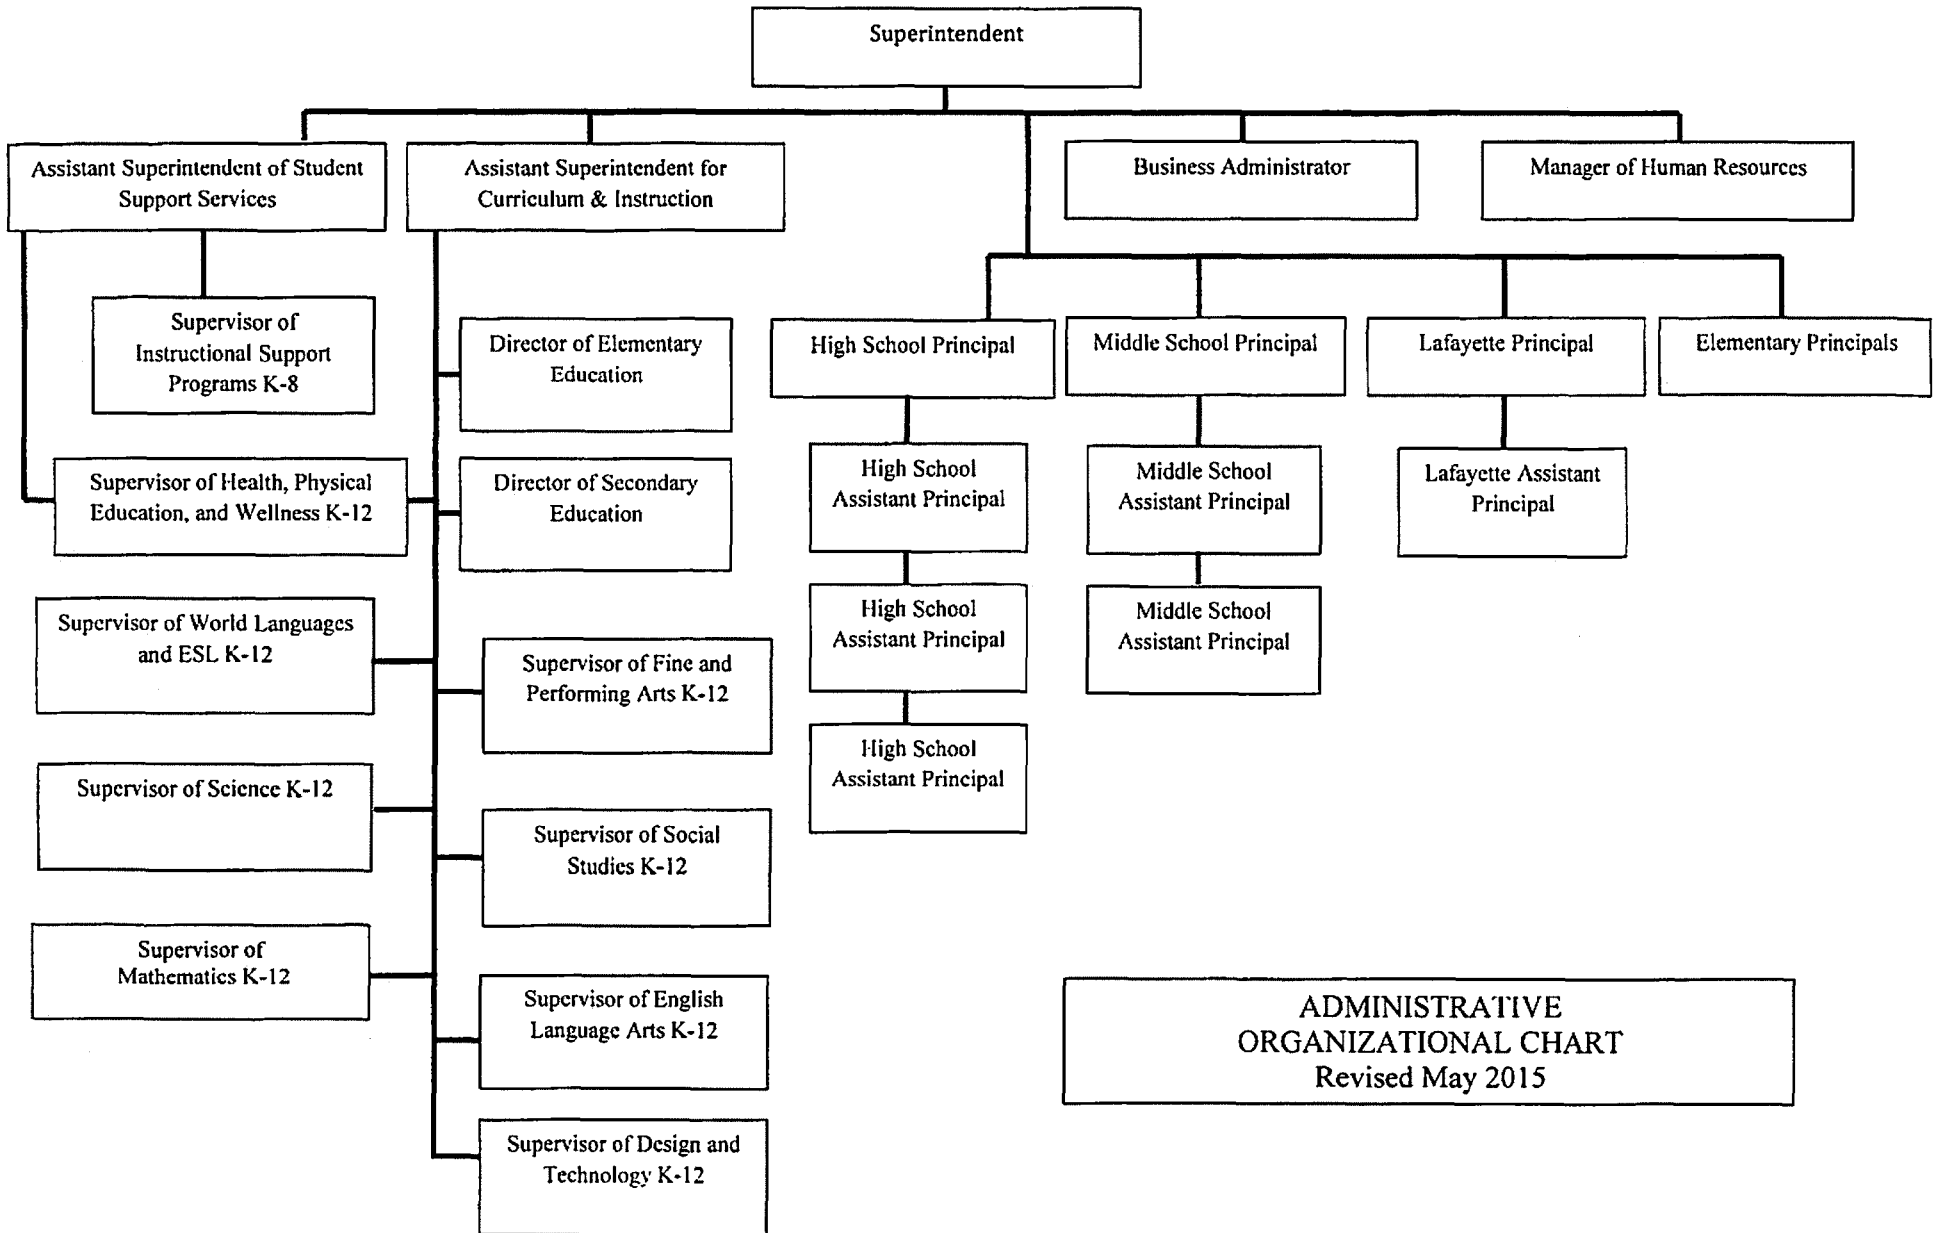 Superintendent
Assistant Superintendent of Student
Support Services
Assistant Superintendent for
Curriculum & Instruction
Business Administrator
Manager of Human Resources
Supervisor of
Instructional Support
Programs K-8
Director of Elementary
Education
High School Principal
Middle School Principal
Lafayette Principal
Elementary Principals
Supervisor of Health, Physical
Education, and Wellness K-12
Director of Secondary
Education
High School
Assistant Principal
Middle School
Assistant Principal
Lafayette Assistant
Principal
Supervisor of World Languages
and ESL K-12
Supervisor of Fine and
Performing Arts K-12
High School
Assistant Principal
Middle School
Assistant Principal
High School
Assistant Principal
Supervisor of Science K-12
Supervisor of Social
Studies K-12
Supervisor of
Mathematics K-12
Supervisor of English
Language Arts K-12
Supervisor of Design and
Technology K-12
ADMINISTRATIVE
ORGANIZATIONAL CHART
Revised May 2015